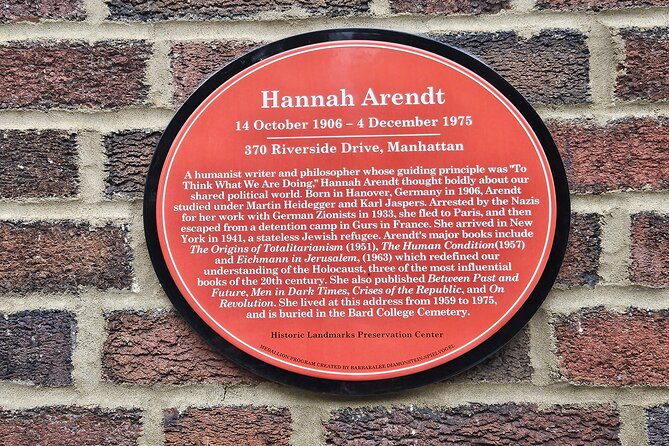 Hannah Arendt
14 October 1906 – 4 December 1975
370 Riverside Drive, Manhattan
A humanist writer and philosopher whose guiding principle was "To
Think What We Are Doing," Hannah Arendt thought boldly about our
shared political world. Born in Hanover, Germany in 1906, Arendt
studied under Martin Heidegger and Karl Jaspers. Arrested by the Nazis
for her work with German Zionists in 1933, she fled to Paris, and then
escaped from a detention camp in Gurs in France. She arrived in New
York in 1941, a stateless Jewish refugee. Arendt's major books include
The Origins of Totalitarianism (1951), The Human Condition(1957)
and Eichmann in Jerusalem, (1963) which redefined our
understanding of the Holocaust, three of the most influential
books of the 20th century. She also published Between Past and
Future, Men in Dark Times, Crises of the Republic, and On
Revolution. She lived at this address from 1959 to 1975,
and is buried in the Bard College Cemetery.
Historic Landmarks Preservation Center
MEDALLION PROGRAM CREATED BY BARBARALEE DIAMONSTEIN-SPIELVOGEL